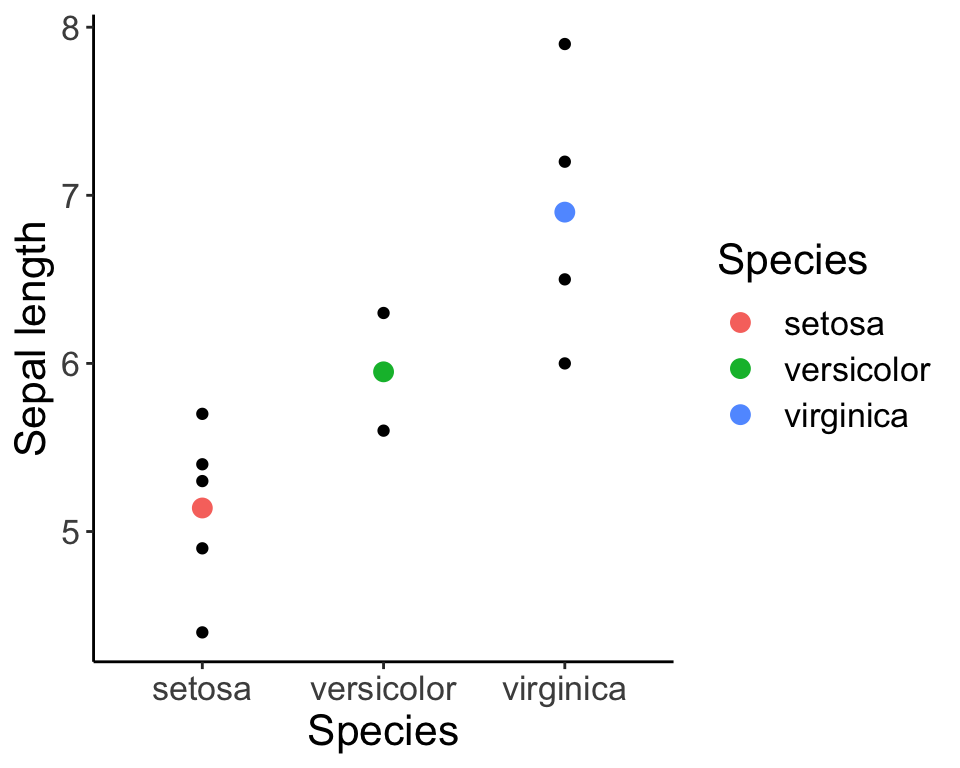 8
7
6
5
Sepal length
setosa versicolor virginica
Species
Species
setosa
versicolor
virginica